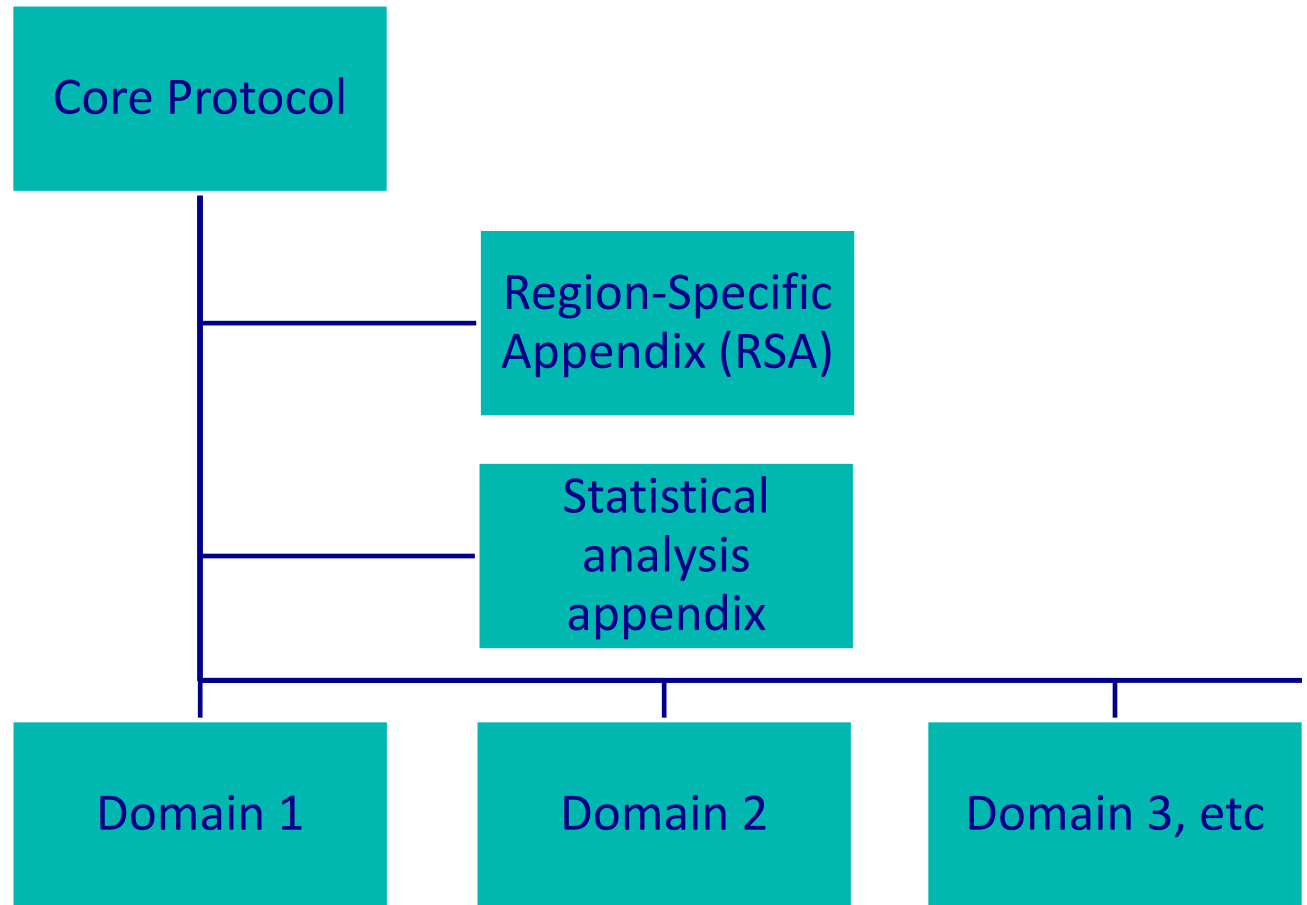 Core Protocol
Region-Specific
Appendix (RSA)
Statistical
analysis
appendix
Domain 1
Domain 2
Domain 3, etc